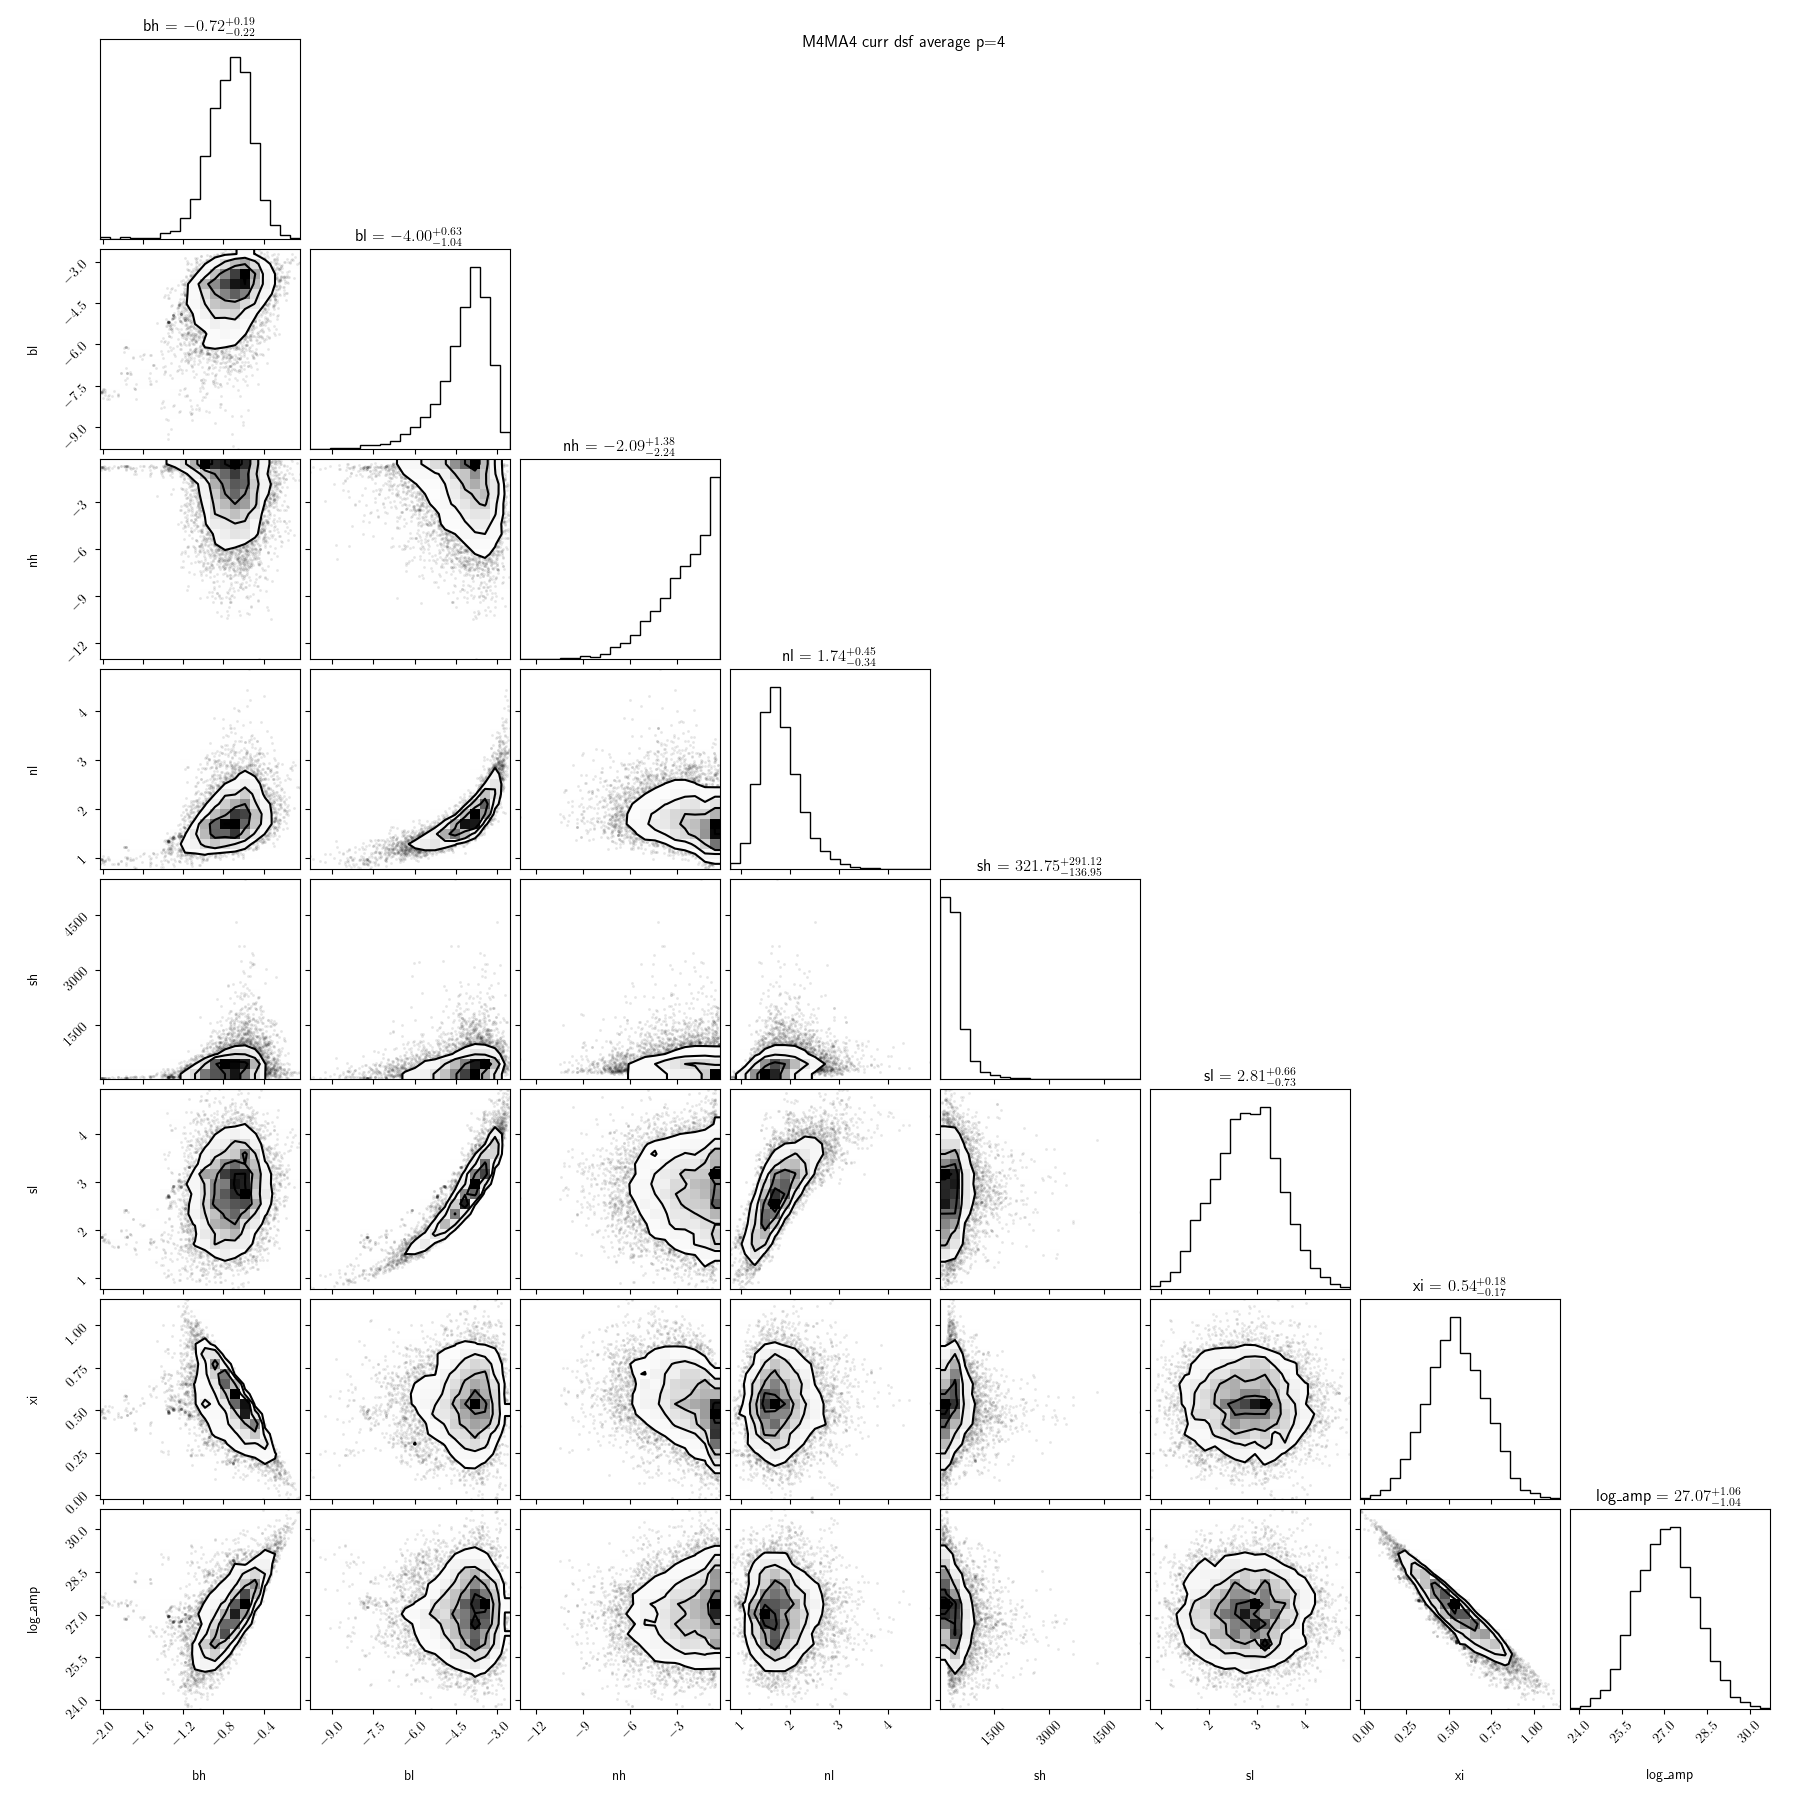 M4MA4 curr dsf average p=4
bh = −0.72 +0.19 −0.22
bl = −4.00 +0.63 −1.04
−3.0
−4.5
−6.0
−7.5
−9.0
bl
nh = −2.09 +1.38 −2.24
−3
−6
−9
−12
nh
nl = 1.74 +0.45 −0.34
4
3
2
1
nl
sh = 321.75 +291.12 −136.95
4500
3000
1500
sh
sl = 2.81 +0.66 −0.73
4
3
2
1
sl
xi = 0.54 +0.18 −0.17
1.00
0.75
0.50
0.25
0.00
xi
log_amp = 27.07 +1.06 −1.04
30.0
28.5
27.0
25.5
24.0
log_amp
−2.0 −1.6 −1.2 −0.8 −0.4
−9.0 −7.5 −6.0 −4.5 −3.0
−12 −9 −6 −3
1 2 3 4
1500 3000 4500
1 2 3 4
0.00 0.25 0.50 0.75 1.00
24.0 25.5 27.0 28.5 30.0
bh bl nh nl sh sl xi log_amp